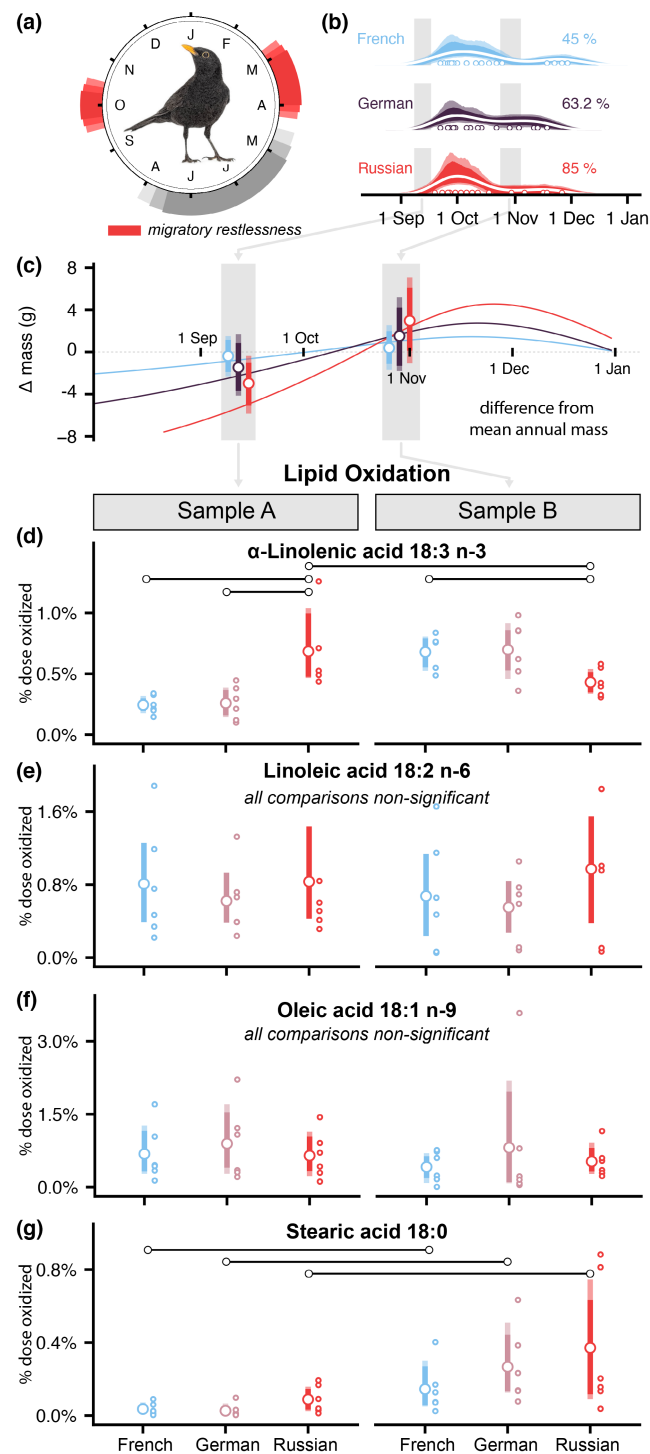 (a)
J
F
M
A
M
J
J
A
S
O
N
D
migratory restlessness
(b)
French
45 %
German
63.2 %
Russian
85 %
1 Sep
1 Oct
1 Nov
1 Dec
1 Jan
(c)
Δ mass (g)
8
4
0
−4
−8
1 Sep
1 Oct
1 Nov
1 Dec
1 Jan
difference from
mean annual mass
Lipid Oxidation
Sample A
Sample B
(d)
α-Linolenic acid 18:3 n-3
% dose oxidized
1.0%
0.5%
0.0%
(e)
Linoleic acid 18:2 n-6
all comparisons non-significant
% dose oxidized
1.6%
0.8%
0.0%
(f)
Oleic acid 18:1 n-9
all comparisons non-significant
% dose oxidized
3.0%
1.5%
0.0%
(g)
Stearic acid 18:0
% dose oxidized
0.8%
0.4%
0.0%
French
German
Russian
French
German
Russian